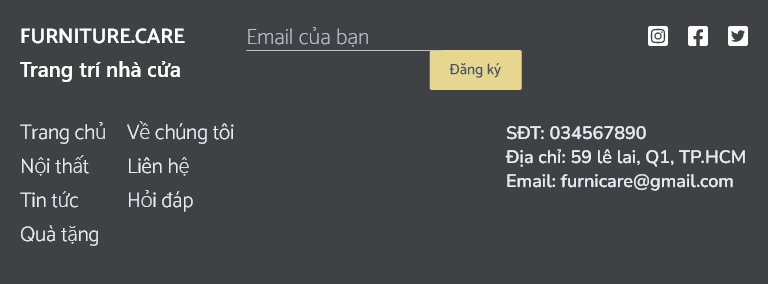 FURNITURE.CARE
Trang trí nhà cửa
Email của bạn
Đăng ký
Trang chủ
Nội thất
Tin tức
Quà tặng
Về chúng tôi
Liên hệ
Hỏi đáp
SĐT: 034567890
Địa chỉ: 59 lê lai, Q1, TP.HCM
Email: furnicare@gmail.com